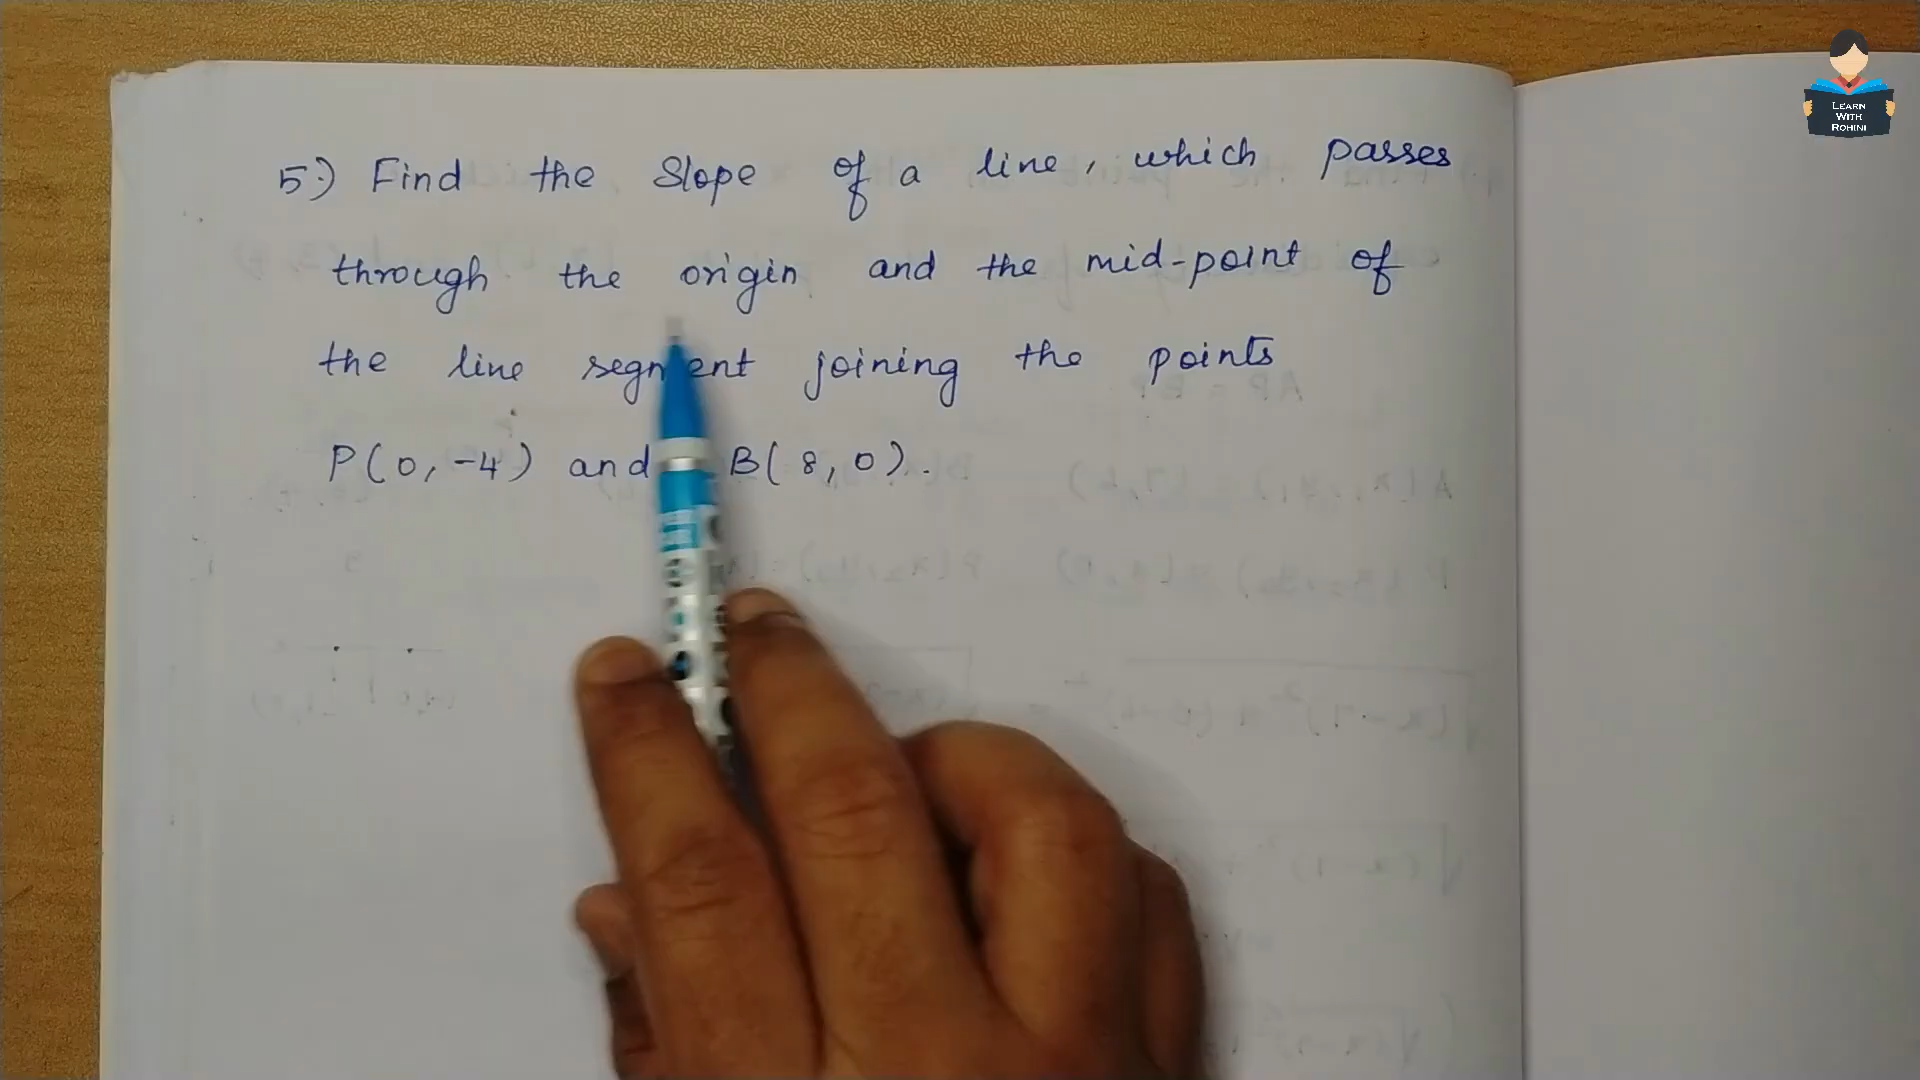 5.) Find the Slope of a line, which passes
through the origin and the mid-point of
the line segment joining the points
P(0,-4) and B(8,0).
LEARN
WITH
ROHINI